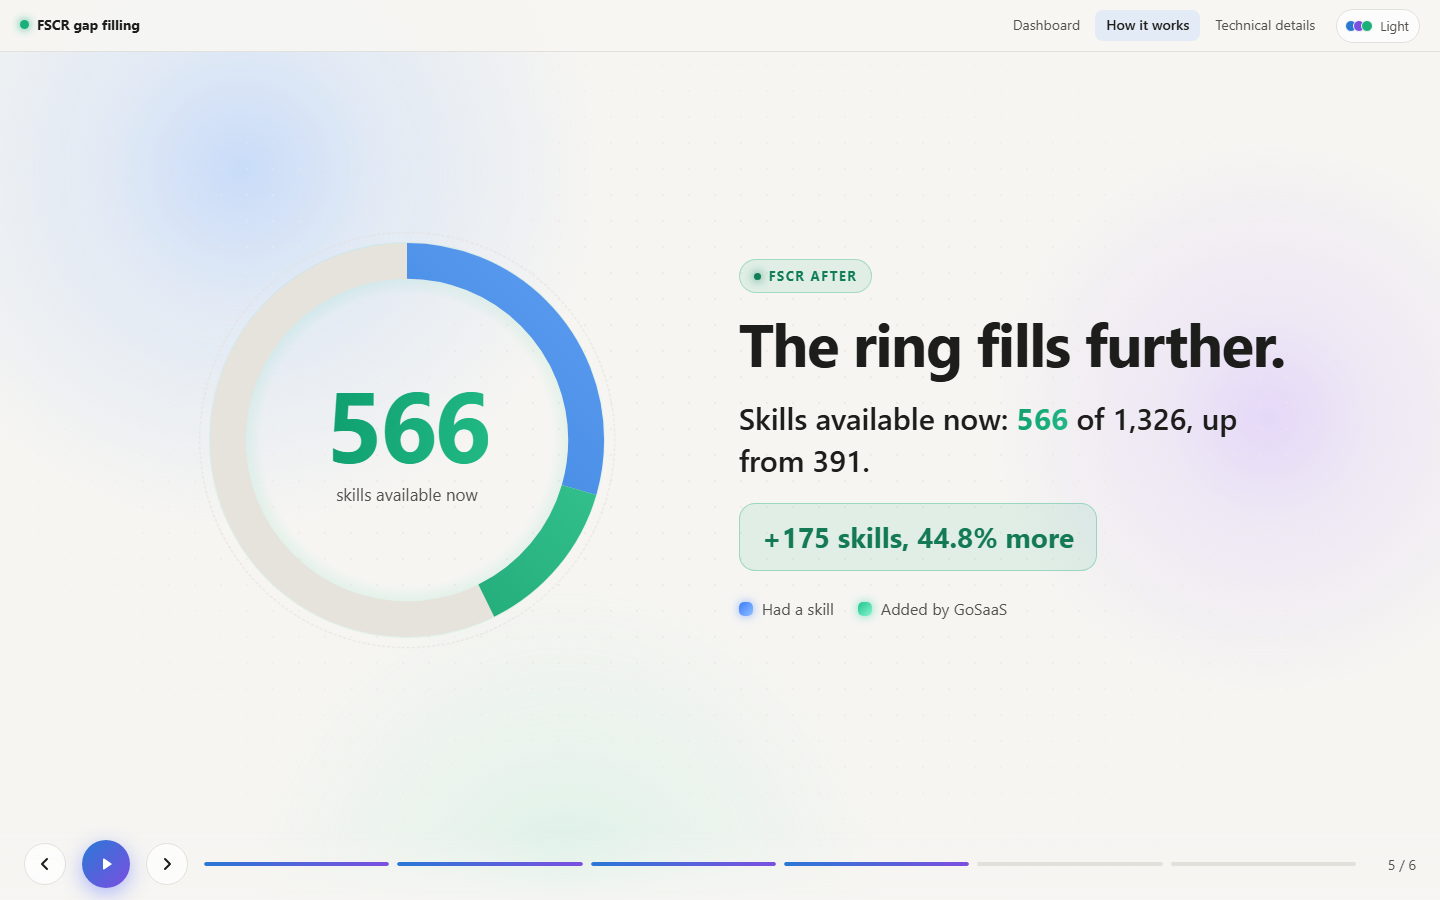 FSCR gap filling
Dashboard
How it works
Technical details
Light
566
skills available now
FSCR AFTER
The ring fills further.
Skills available now: 566 of 1,326, up
from 391.
+175 skills, 44.8% more
Had a skill
Added by GoSaaS
5 / 6